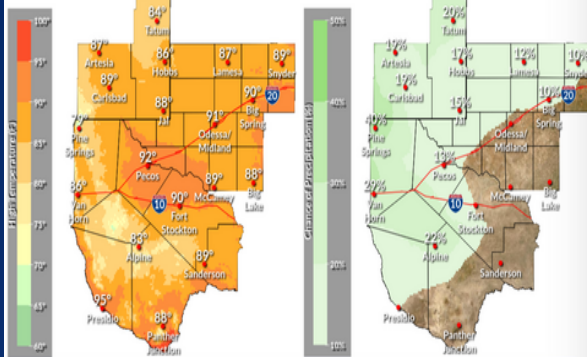 100°
95°
90°
85°
80°
75°
70°
65°
60°
High Temperature (F)
84°
Tatum
87°
Artesia
86°
Hobbs
87°
Lamesa
89°
Snyder
89°
Carlsbad
90°
Big
Spring
20
88°
Jal
91°
Odessa/
Midland
79°
Pine
Springs
92°
Pecos
86°
Van
Horn
10
90°
Fort
Stockton
89°
McCamey
88°
Big
Lake
83°
Alpine
89°
Sanderson
95°
Presidio
88°
Panther
Junction
50%
40%
30%
20%
10%
Chance of Precipitation (%)
20%
Tatum
19%
Artesia
17%
Hobbs
12%
Lamesa
10%
Snyder
19%
Carlsbad
10%
Big
Spring
20
15%
Jal
Odessa/
Midland
Pine
Springs
13%
Pecos
29%
Van
Horn
10
Fort
Stockton
McCamey
Big
Lake
22%
Alpine
Sanderson
Presidio
Panther
Junction